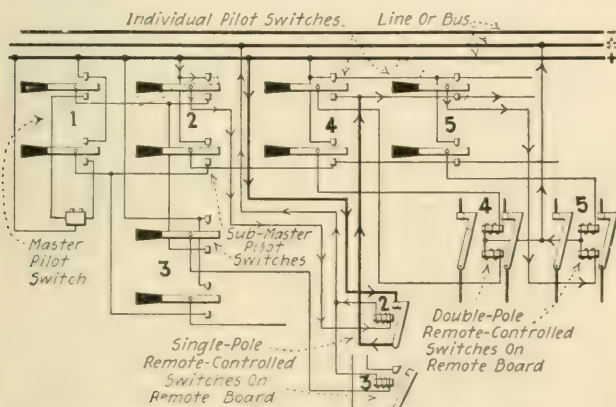 Individual Pilot Switches
Line Or Bus
+
1
2
4
5
Master
Pilot
Switch
Sub-Master
Pilot
Switches
3
4
5
2
3
Single-Pole
Remote-Controlled
Switches On
Remote Board
Double-Pole
Remote-Controlled
Switches On
Remote Board